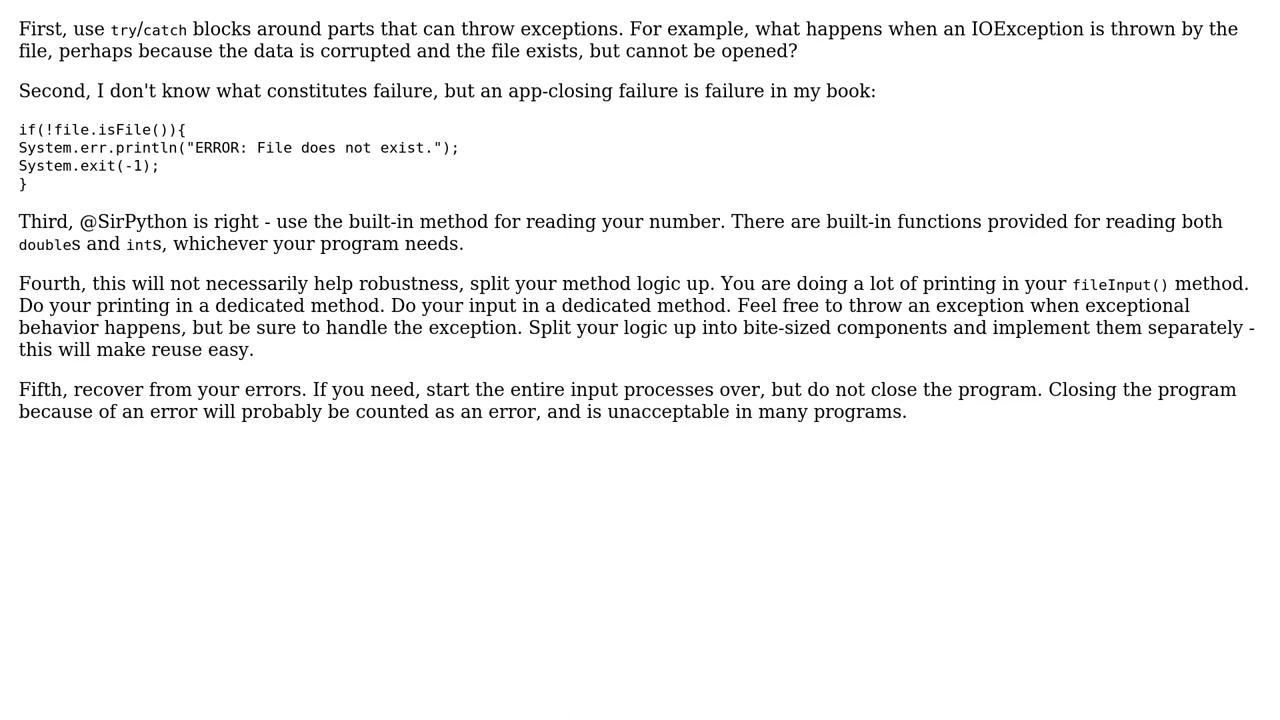 First, use try/catch blocks around parts that can throw exceptions. For example, what happens when an IOException is thrown by the
file, perhaps because the data is corrupted and the file exists, but cannot be opened?
Second, I don't know what constitutes failure, but an app-closing failure is failure in my book:
if(!file.isFile()){
System.err.println("ERROR: File does not exist.");
System.exit(-1);
}
Third, @SirPython is right - use the built-in method for reading your number. There are built-in functions provided for reading both
doubles and ints, whichever your program needs.
Fourth, this will not necessarily help robustness, split your method logic up. You are doing a lot of printing in your fileInput() method.
Do your printing in a dedicated method. Do your input in a dedicated method. Feel free to throw an exception when exceptional
behavior happens, but be sure to handle the exception. Split your logic up into bite-sized components and implement them separately -
this will make reuse easy.
Fifth, recover from your errors. If you need, start the entire input processes over, but do not close the program. Closing the program
because of an error will probably be counted as an error, and is unacceptable in many programs.